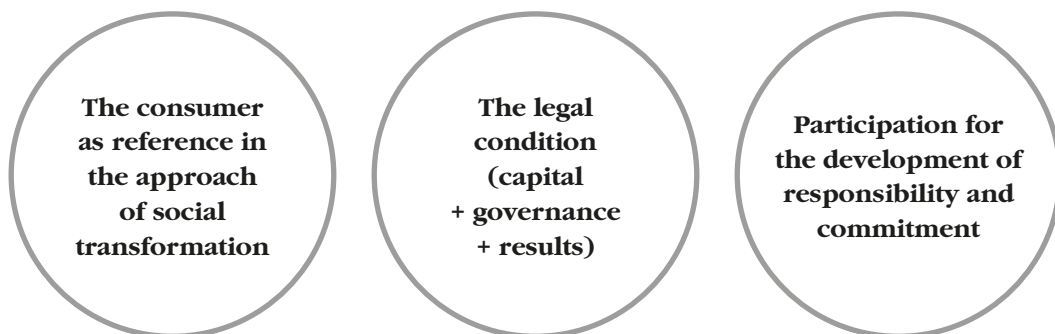 The consumer
as reference in
the approach
of social
transformation
The legal
condition
(capital
+ governance
+ results)
Participation for
the development of
responsibility and
commitment